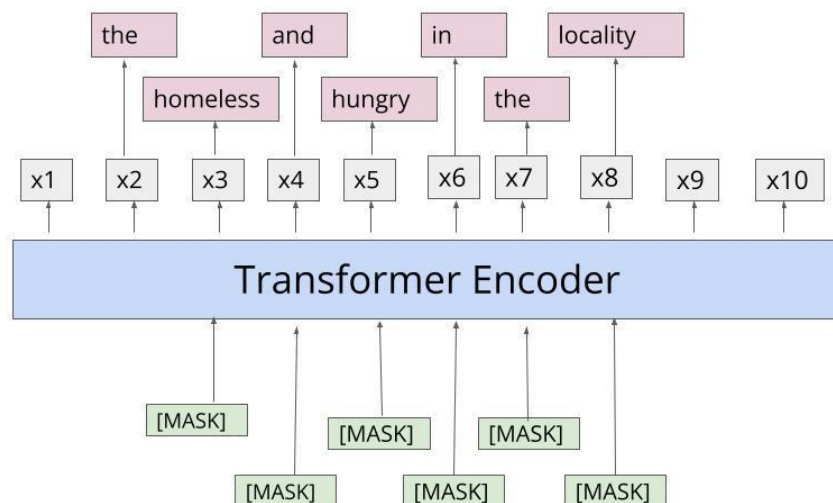 the and in locality
homeless hungry the
x1 x2 x3 x4 x5 x6 x7 x8 x9 x10
Transformer Encoder
[MASK]
[MASK] [MASK]
[MASK] [MASK] [MASK]